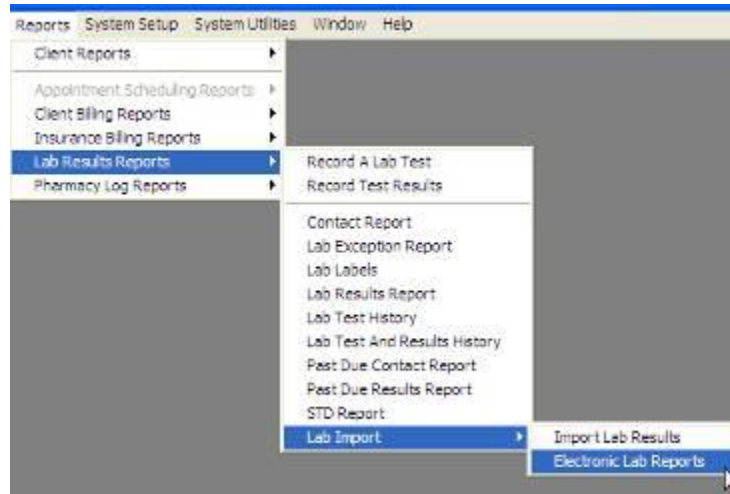 Reports System Setup System Utilities Window Help
Client Reports
Appointment Scheduling Reports
Client Billing Reports
Insurance Billing Reports
Lab Results Reports
Pharmacy Log Reports
Record A Lab Test
Record Test Results
Contact Report
Lab Exception Report
Lab Labels
Lab Results Report
Lab Test History
Lab Test And Results History
Past Due Contact Report
Past Due Results Report
STD Report
Lab Import
Import Lab Results
Electronic Lab Reports